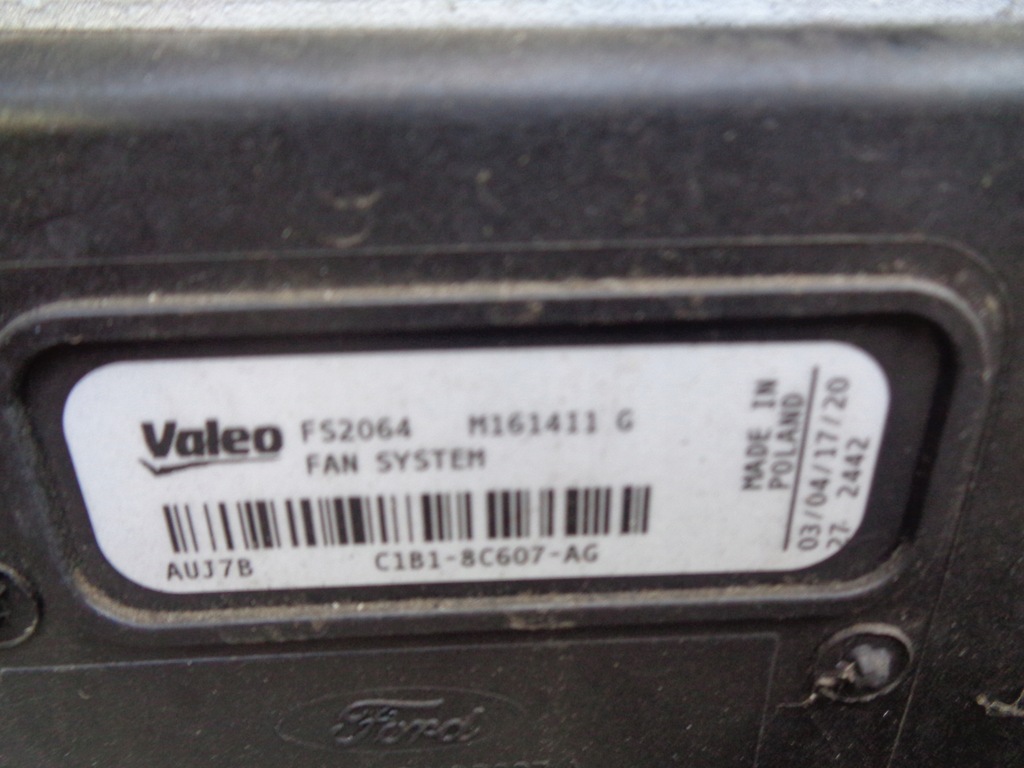 Valeo FS2064 M161411 G
FAN SYSTEM
AUJ7B C1B1-8C607-AG
MADE IN
POLAND
03/04/17/20
27 2442
Ford